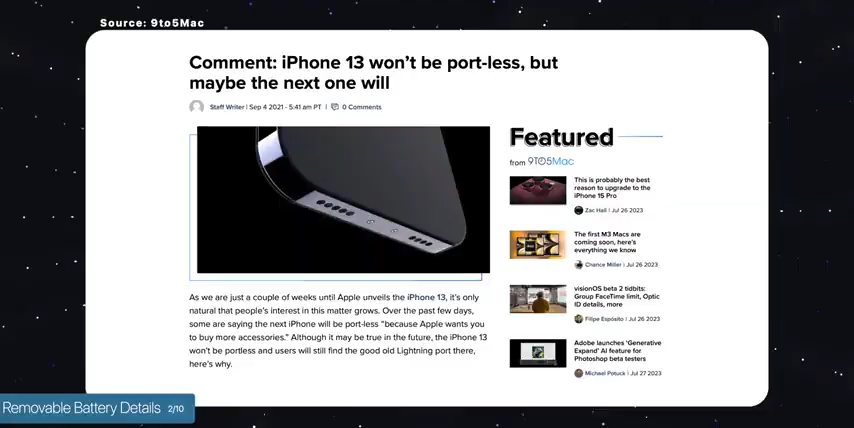 Source: 9to5Mac
Comment: iPhone 13 won't be port-less, but
maybe the next one will
Staff Writer | Sep 4 2021 - 5:41 am PT | 0 Comments
Featured
from 9TO5Mac
This is probably the best
reason to upgrade to the
iPhone 15 Pro
Zac Hall | Jul 26 2023
The first M3 Macs are
coming soon, here's
everything we know
Chance Miller | Jul 26 2023
visionOS beta 2 tidbits:
Group FaceTime limit, Optic
ID details, more
Filipe Espósito | Jul 26 2023
Adobe launches 'Generative
Expand' AI feature for
Photoshop beta testers
Michael Potuck | Jul 27 2023
As we are just a couple of weeks until Apple unveils the iPhone 13, it's only
natural that people's interest in this matter grows. Over the past few days,
some are saying the next iPhone will be port-less "because Apple wants you
to buy more accessories." Although it may be true in the future, the iPhone 13
won't be portless and users will still find the good old Lightning port there,
here's why.
Removable Battery Details 2/10